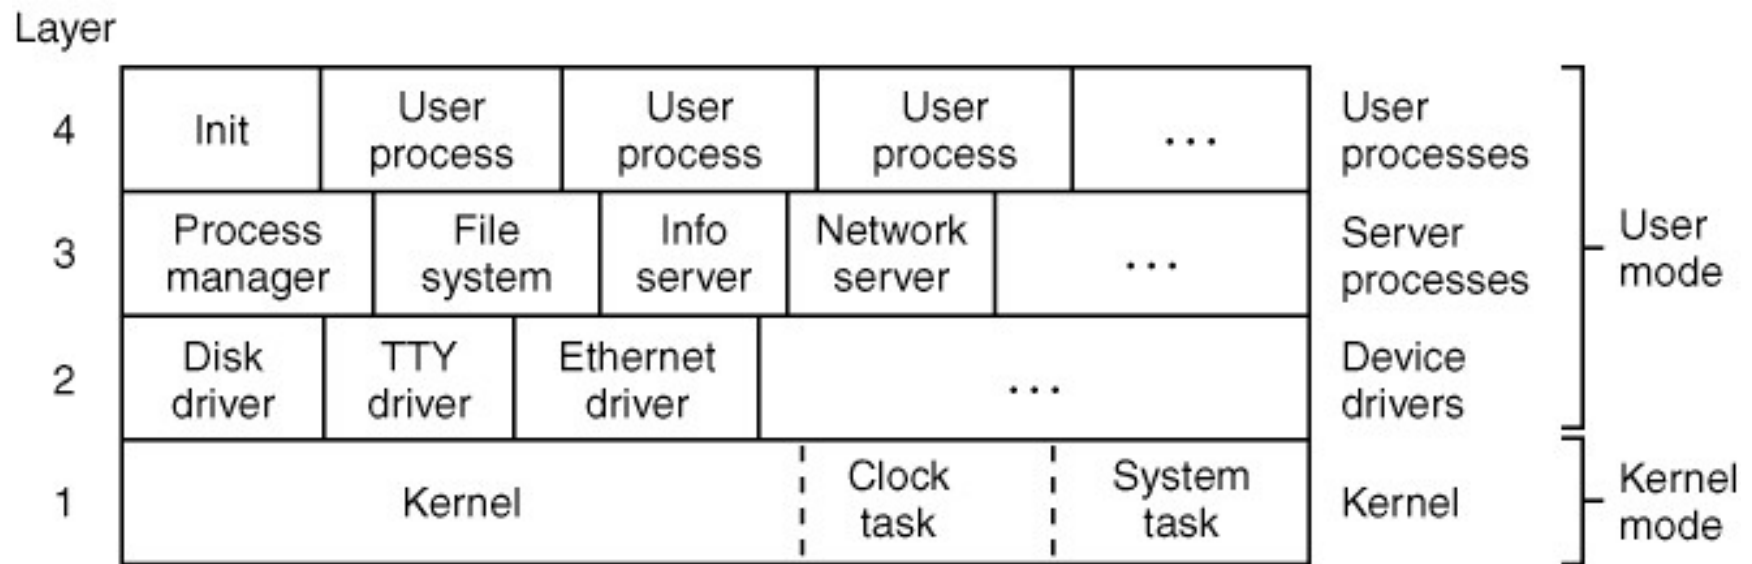 Layer
4
Init
User
process
User
process
User
process
...
User
processes
3
Process
manager
File
system
Info
server
Network
server
...
Server
processes
User
mode
2
Disk
driver
TTY
driver
Ethernet
driver
...
Device
drivers
1
Kernel
Clock
task
System
task
Kernel
Kernel
mode